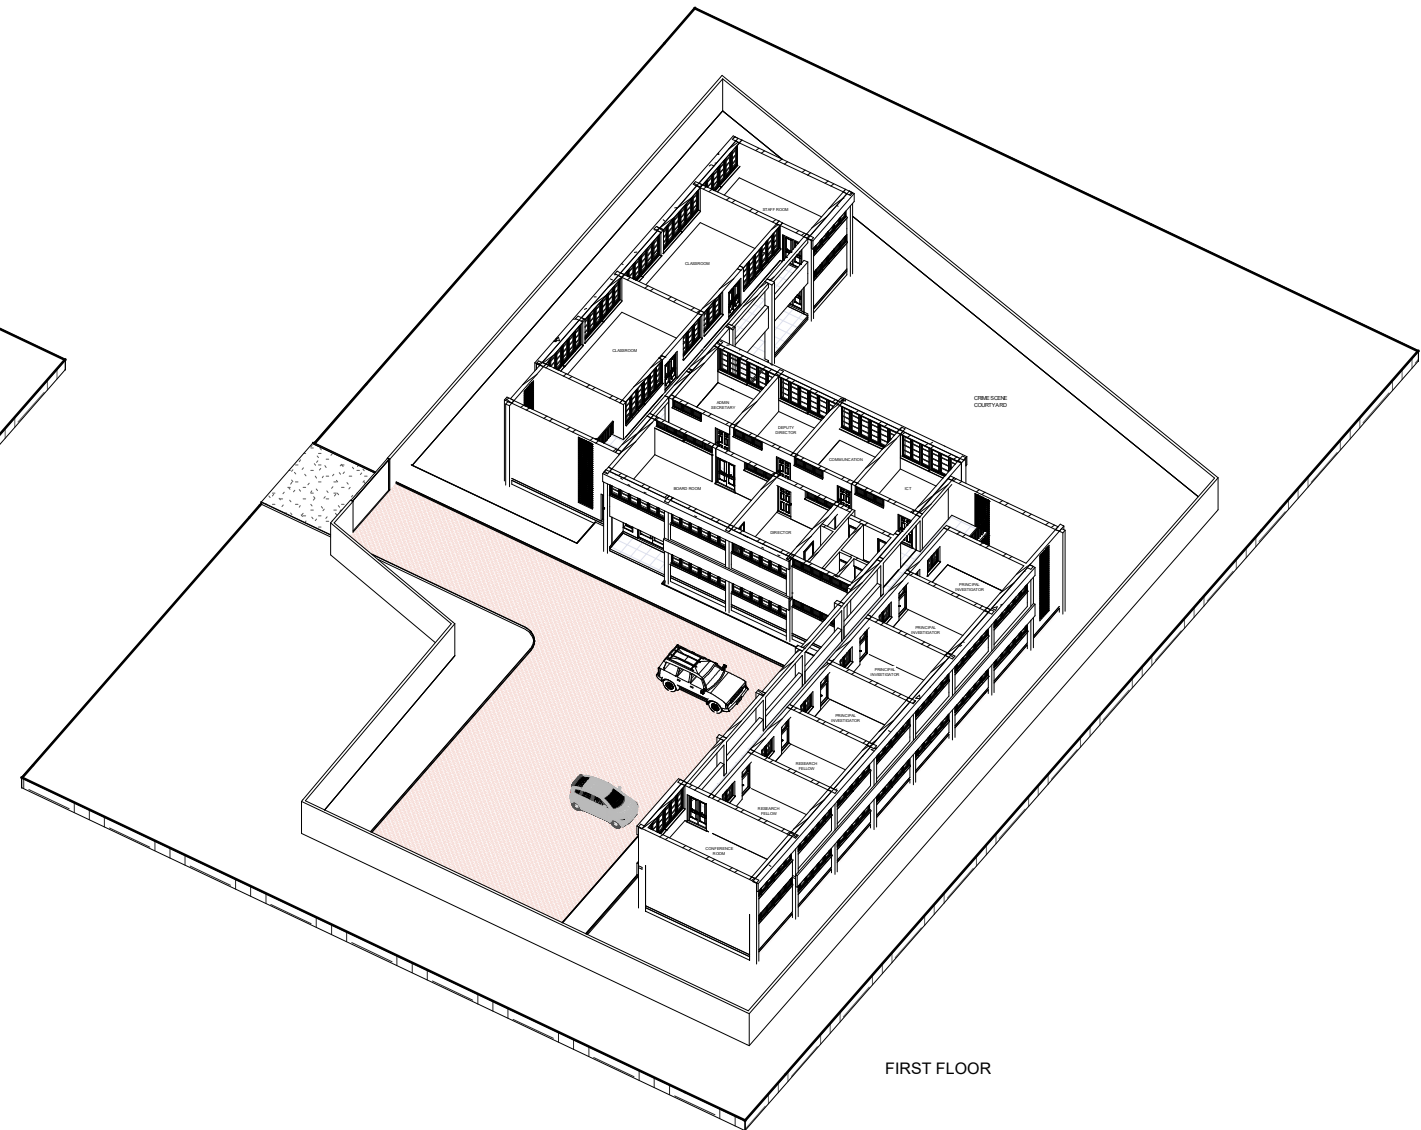 STAFF ROOM
CLASSROOM
CLASSROOM
ADMIN
SECRETARY
DEPUTY
DIRECTOR
COMMUNICATION
ICT
BOARD ROOM
DIRECTOR
CRIME SCENE
COURTYARD
PRINCIPAL
INVESTIGATOR
PRINCIPAL
INVESTIGATOR
PRINCIPAL
INVESTIGATOR
PRINCIPAL
INVESTIGATOR
RESEARCH
FELLOW
RESEARCH
FELLOW
CONFERENCE
ROOM
FIRST FLOOR